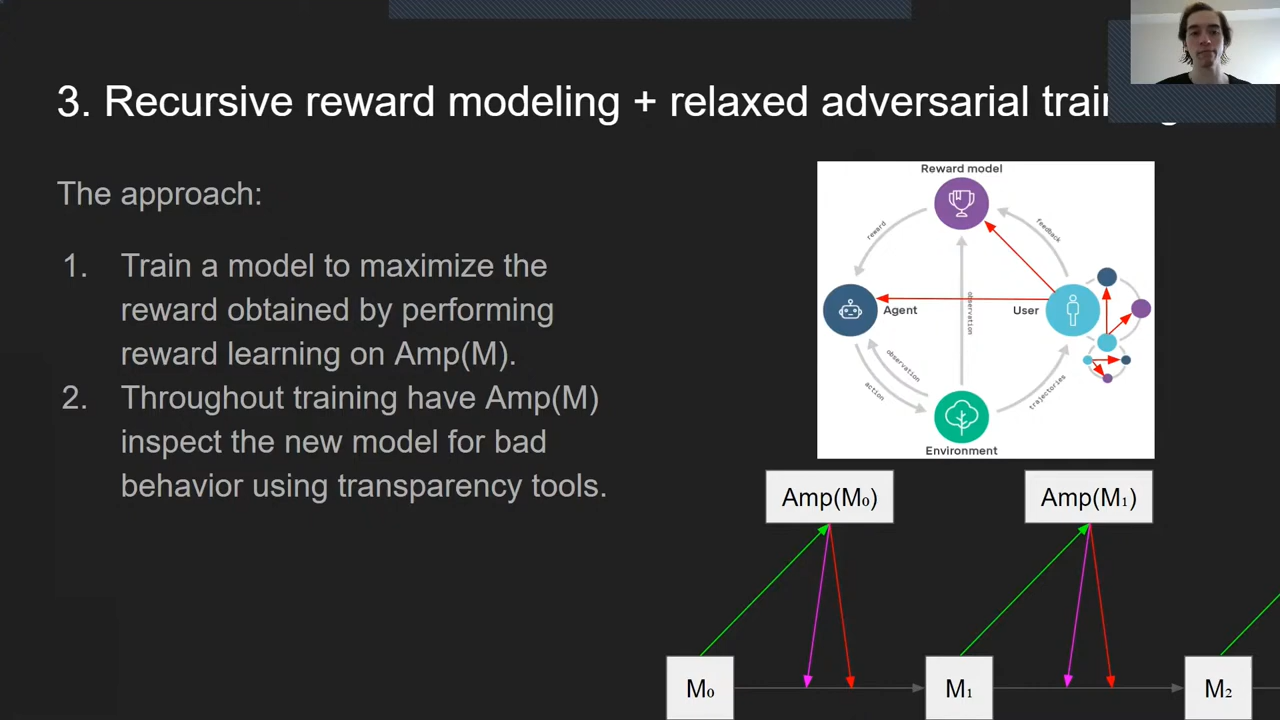 3. Recursive reward modeling + relaxed adversarial
The approach:
1. Train a model to maximize the
reward obtained by performing
reward learning on Amp(M).
2. Throughout training have Amp(M)
inspect the new model for bad
behavior using transparency tools.
Reward model
reward
feedback
observation
Agent
User
observation
action
trajectories
Environment
Amp(M₀)
Amp(M₁)
M₀
M₁
M₂